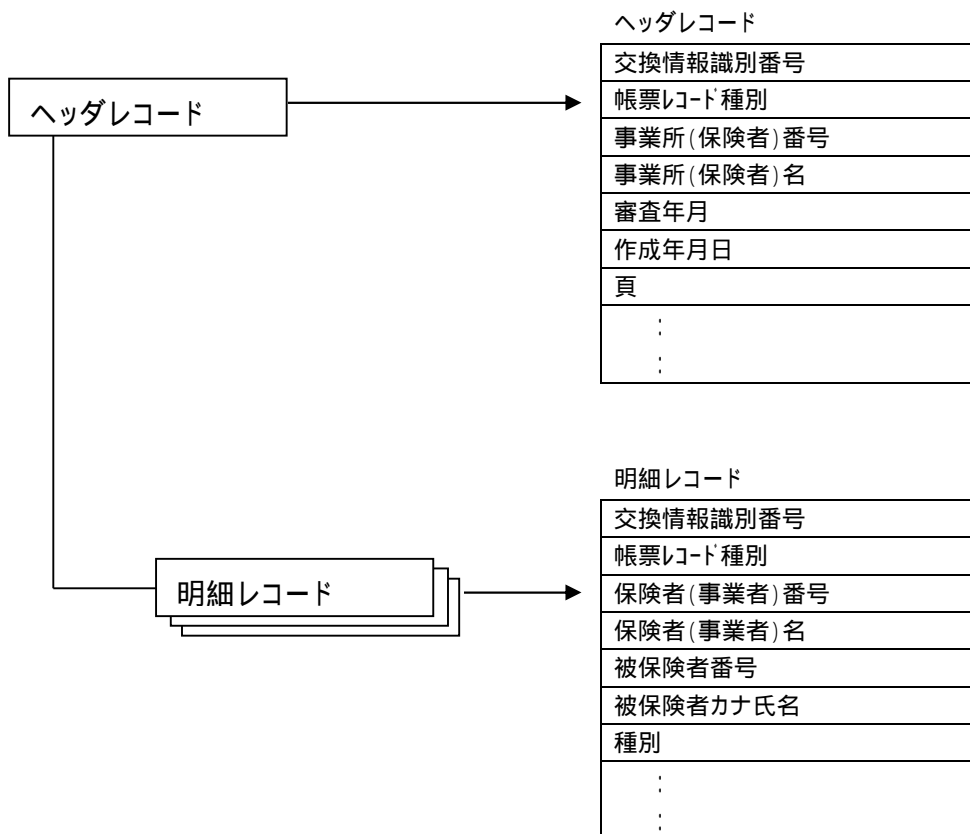 ヘッダレコード
ヘッダレコード
交換情報識別番号
帳票ﾚｺｰﾄﾞ種別
事業所(保険者)番号
事業所(保険者)名
審査年月
作成年月日
頁
:
:
明細レコード
明細レコード
交換情報識別番号
帳票ﾚｺｰﾄﾞ種別
保険者(事業者)番号
保険者(事業者)名
被保険者番号
被保険者カナ氏名
種別
:
: